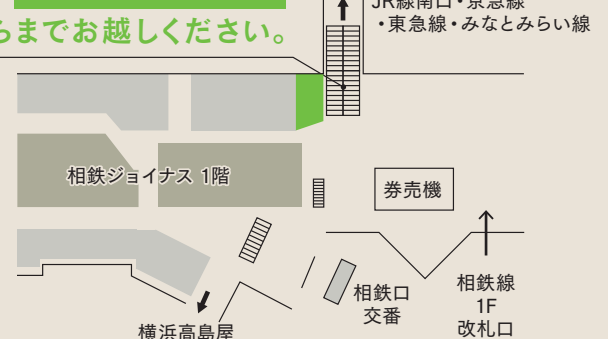 JR線南口・京急線
・東急線・みなとみらい線
らまでお越しください。
相鉄ジョイナス 1階
券売機
相鉄口
交番
相鉄線
1F
改札口
横浜高島屋